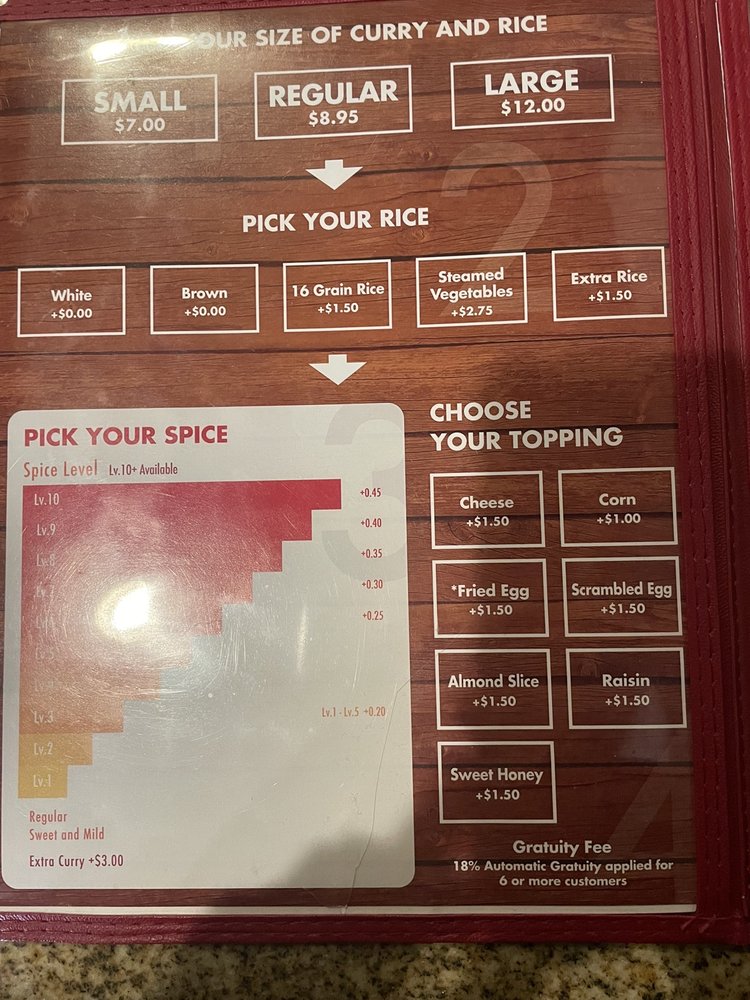 OUR SIZE OF CURRY AND RICE
SMALL
$7.00
REGULAR
$8.95
LARGE
$12.00
2
PICK YOUR RICE
White
+$0.00
Brown
+$0.00
16 Grain Rice
+$1.50
Steamed
Vegetables
+$2.75
Extra Rice
+$1.50
3
PICK YOUR SPICE
Spice Level Lv.10+ Available
Lv.10 +0.45
Lv.9 +0.40
Lv.8 +0.35
+0.30
+0.25
Lv.3 Lv.1 - Lv.5 +0.20
Lv.2
Lv.1
Regular
Sweet and Mild
Extra Curry +$3.00
CHOOSE
YOUR TOPPING
Cheese
+$1.50
Corn
+$1.00
*Fried Egg
+$1.50
Scrambled Egg
+$1.50
Almond Slice
+$1.50
Raisin
+$1.50
Sweet Honey
+$1.50
4
Gratuity Fee
18% Automatic Gratuity applied for
6 or more customers